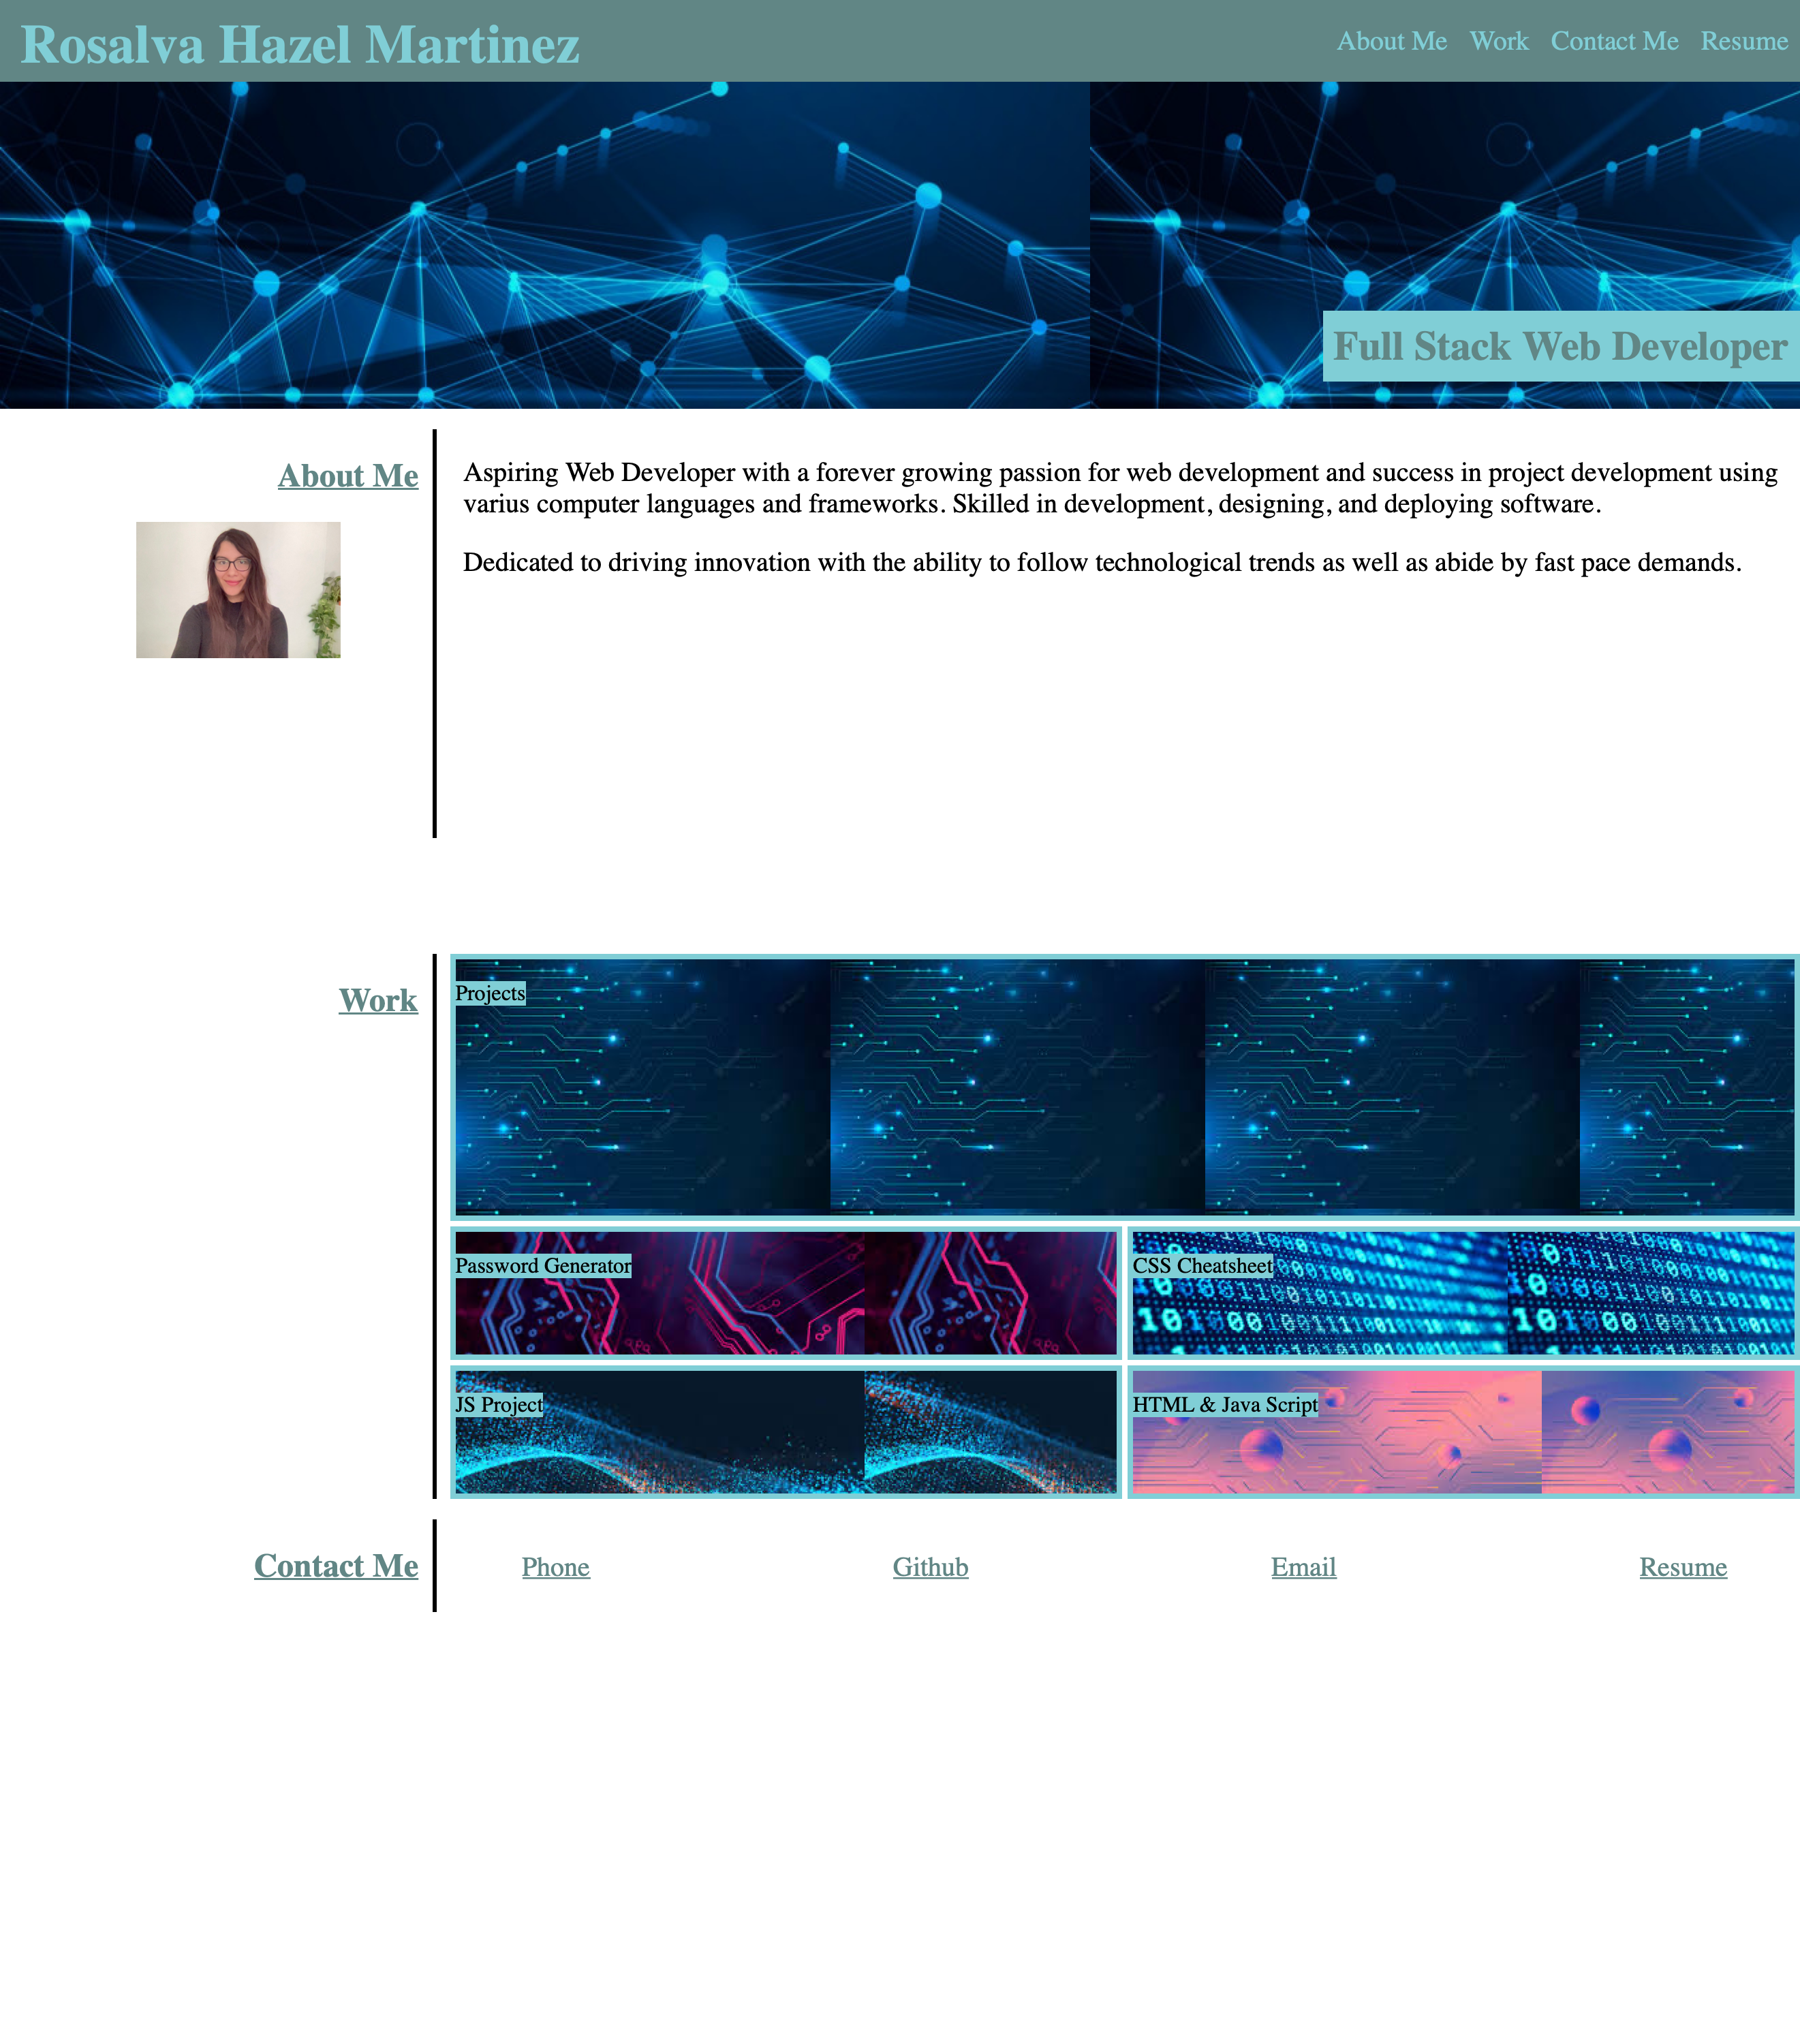 Rosalva Hazel Martinez
About Me Work Contact Me Resume
Full Stack Web Developer
About Me
Aspiring Web Developer with a forever growing passion for web development and success in project development using
varius computer languages and frameworks. Skilled in development, designing, and deploying software.
Dedicated to driving innovation with the ability to follow technological trends as well as abide by fast pace demands.
Work
Projects
Password Generator
CSS Cheatsheet
JS Project
HTML & Java Script
Contact Me
Phone Github Email Resume